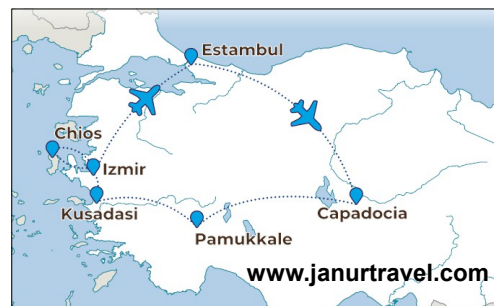 Estambul
Chios
Izmir
Kusadasi
Capadocia
Pamukkale
www.janurtravel.com